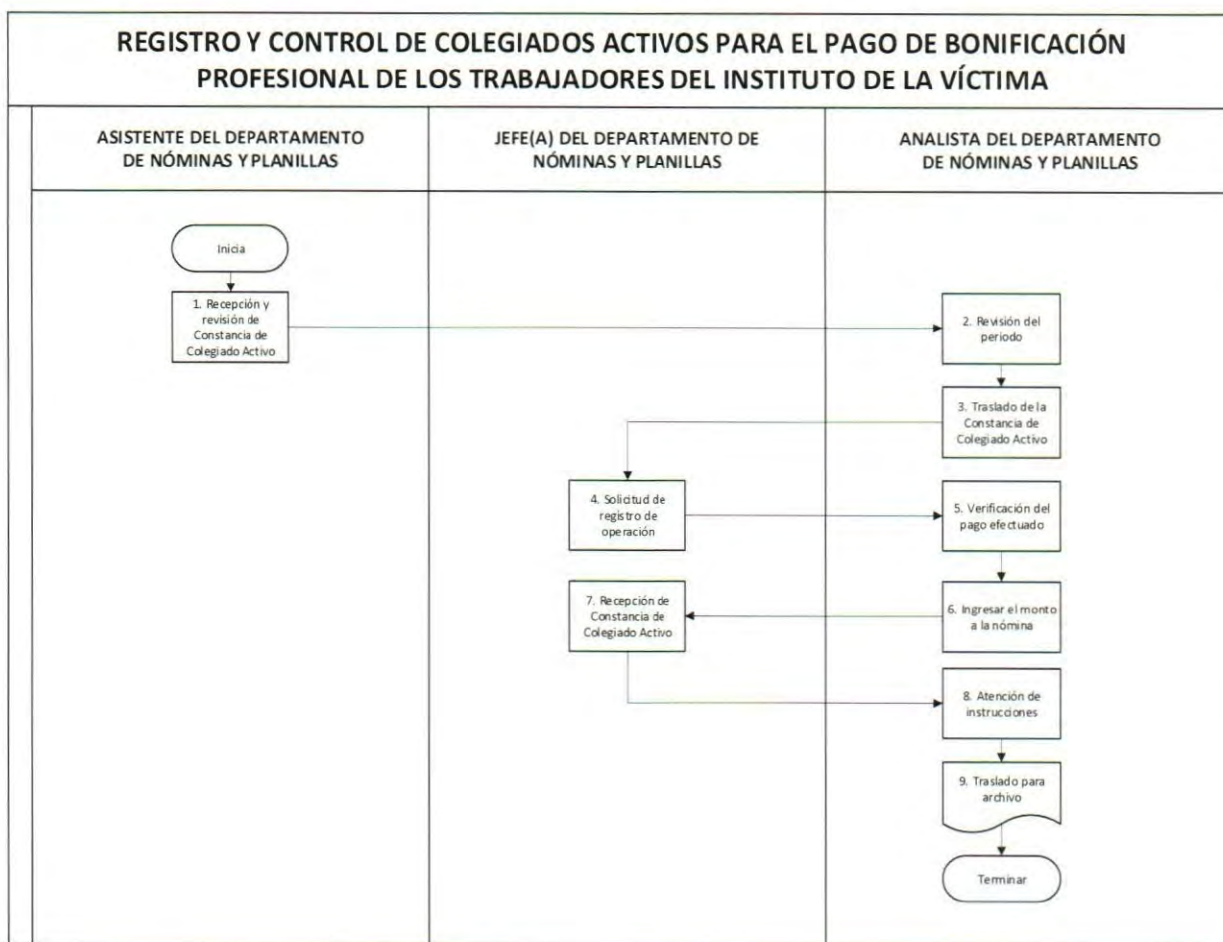 REGISTRO Y CONTROL DE COLEGIADOS ACTIVOS PARA EL PAGO DE BONIFICACIÓN
PROFESIONAL DE LOS TRABAJADORES DEL INSTITUTO DE LA VÍCTIMA
ASISTENTE DEL DEPARTAMENTO
DE NÓMINAS Y PLANILLAS
JEFE(A) DEL DEPARTAMENTO DE
NÓMINAS Y PLANILLAS
ANALISTA DEL DEPARTAMENTO
DE NÓMINAS Y PLANILLAS
Inicia
1. Recepción y
revisión de
Constancia de
Colegiado Activo
2. Revisión del
periodo
3. Traslado de la
Constancia de
Colegiado Activo
4. Solicitud de
registro de
operación
5. Verificación del
pago efectuado
6. Ingresar el monto
a la nómina
7. Recepción de
Constancia de
Colegiado Activo
8. Atención de
instrucciones
9. Traslado para
archivo
Terminar